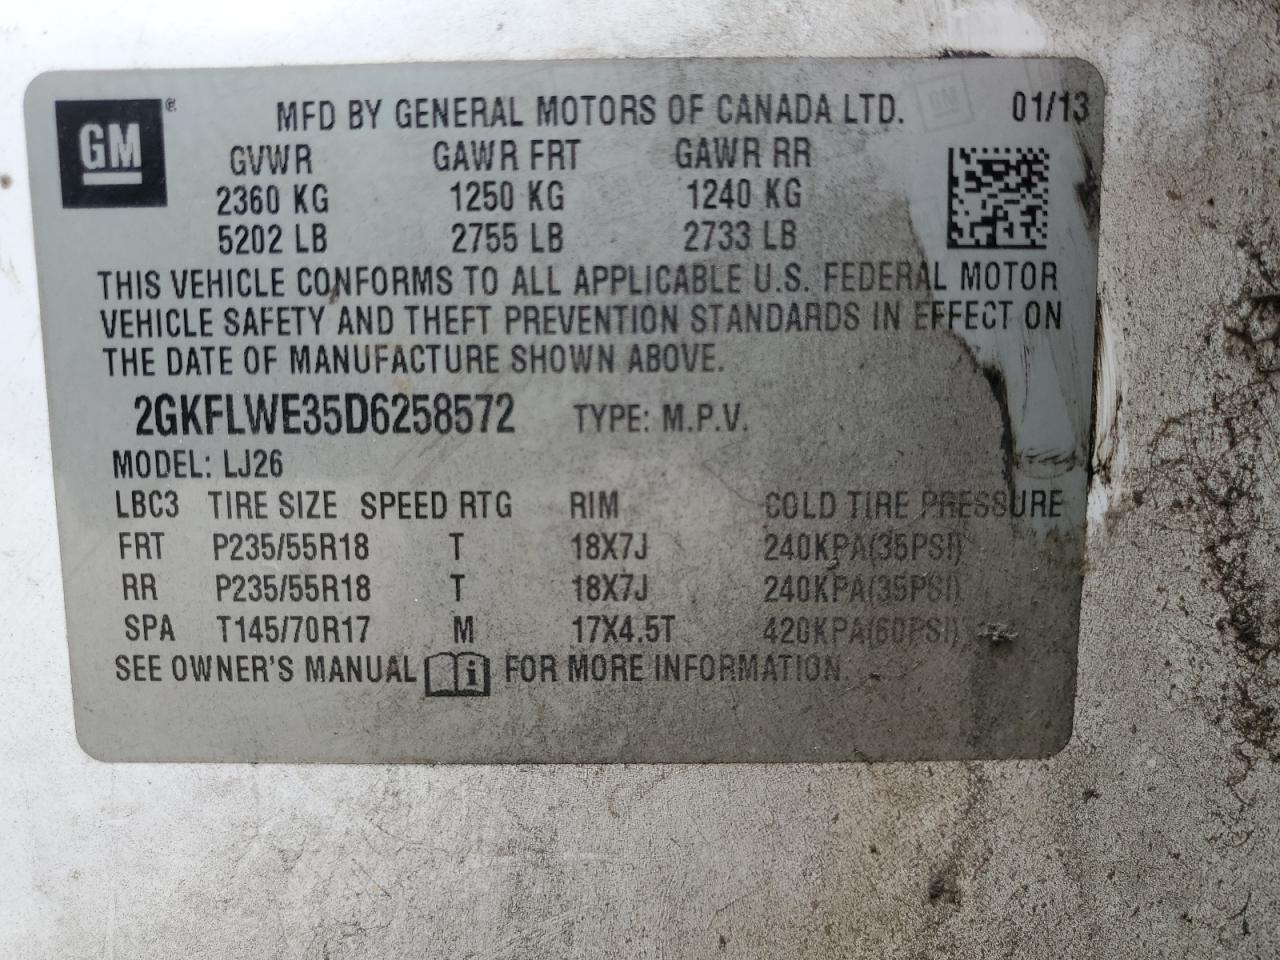 GM® MFD BY GENERAL MOTORS OF CANADA LTD. 01/13
GVWR GAWR FRT GAWR RR
2360 KG 1250 KG 1240 KG
5202 LB 2755 LB 2733 LB
THIS VEHICLE CONFORMS TO ALL APPLICABLE U.S. FEDERAL MOTOR
VEHICLE SAFETY AND THEFT PREVENTION STANDARDS IN EFFECT ON
THE DATE OF MANUFACTURE SHOWN ABOVE.
2GKFLWE35D6258572 TYPE: M.P.V.
MODEL: LJ26
LBC3 TIRE SIZE SPEED RTG RIM COLD TIRE PRESSURE
FRT P235/55R18 T 18X7J 240KPA(35PSI)
RR P235/55R18 T 18X7J 240KPA(35PSI)
SPA T145/70R17 M 17X4.5T 420KPA(60PSI)
SEE OWNER'S MANUAL i FOR MORE INFORMATION.